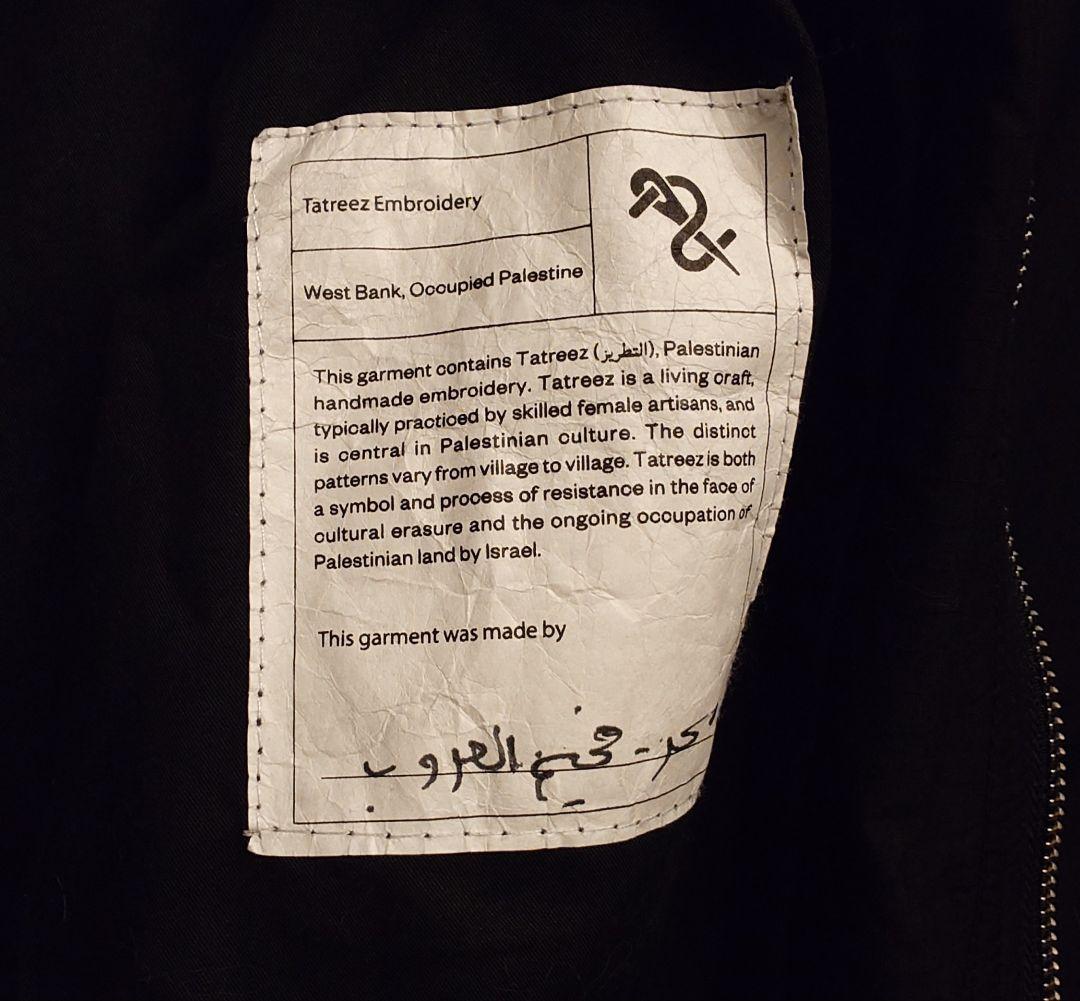 Tatreez Embroidery
West Bank, Occupied Palestine
This garment contains Tatreez (التطريز), Palestinian
handmade embroidery. Tatreez is a living craft,
typically practiced by skilled female artisans, and
is central in Palestinian culture. The distinct
patterns vary from village to village. Tatreez is both
a symbol and process of resistance in the face of
cultural erasure and the ongoing occupation of
Palestinian land by Israel.
This garment was made by
- مخيم العروب